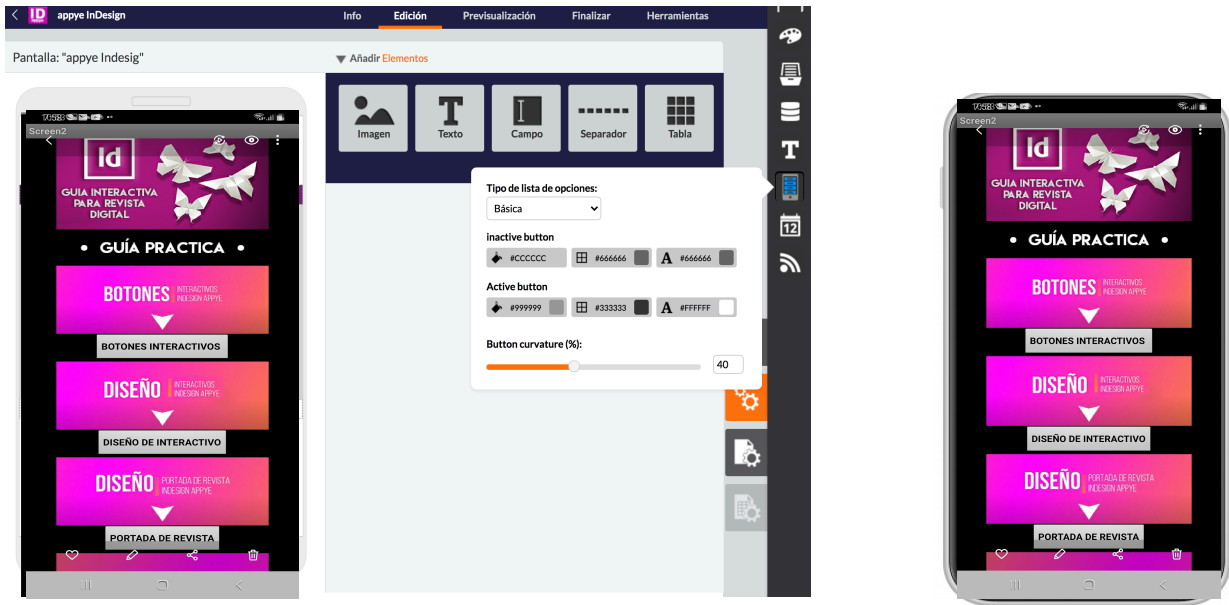 ID
appye
appye InDesign
Info
Edición
Previsualización
Finalizar
Herramientas
Pantalla: "appye Indesig"
Añadir Elementos
Imagen
T
Texto
Campo
Separador
Tabla
T
12
Tipo de lista de opciones:
Básica
inactive button
#CCCCCC
#666666
A #666666
Active button
#999999
#333333
A #FFFFFF
Button curvature (%):
40
Screen2
Id
GUIA INTERACTIVA
PARA REVISTA
DIGITAL
• GUÍA PRACTICA •
BOTONES INTERACTIVOS
INDESIGN APPYE
BOTONES INTERACTIVOS
DISEÑO INTERACTIVOS
INDESIGN APPYE
DISEÑO DE INTERACTIVO
DISEÑO PORTADA DE REVISTA
INDESIGN APPYE
PORTADA DE REVISTA
Screen2
Id
GUIA INTERACTIVA
PARA REVISTA
DIGITAL
• GUÍA PRACTICA •
BOTONES INTERACTIVOS
INDESIGN APPYE
BOTONES INTERACTIVOS
DISEÑO INTERACTIVOS
INDESIGN APPYE
DISEÑO DE INTERACTIVO
DISEÑO PORTADA DE REVISTA
INDESIGN APPYE
PORTADA DE REVISTA